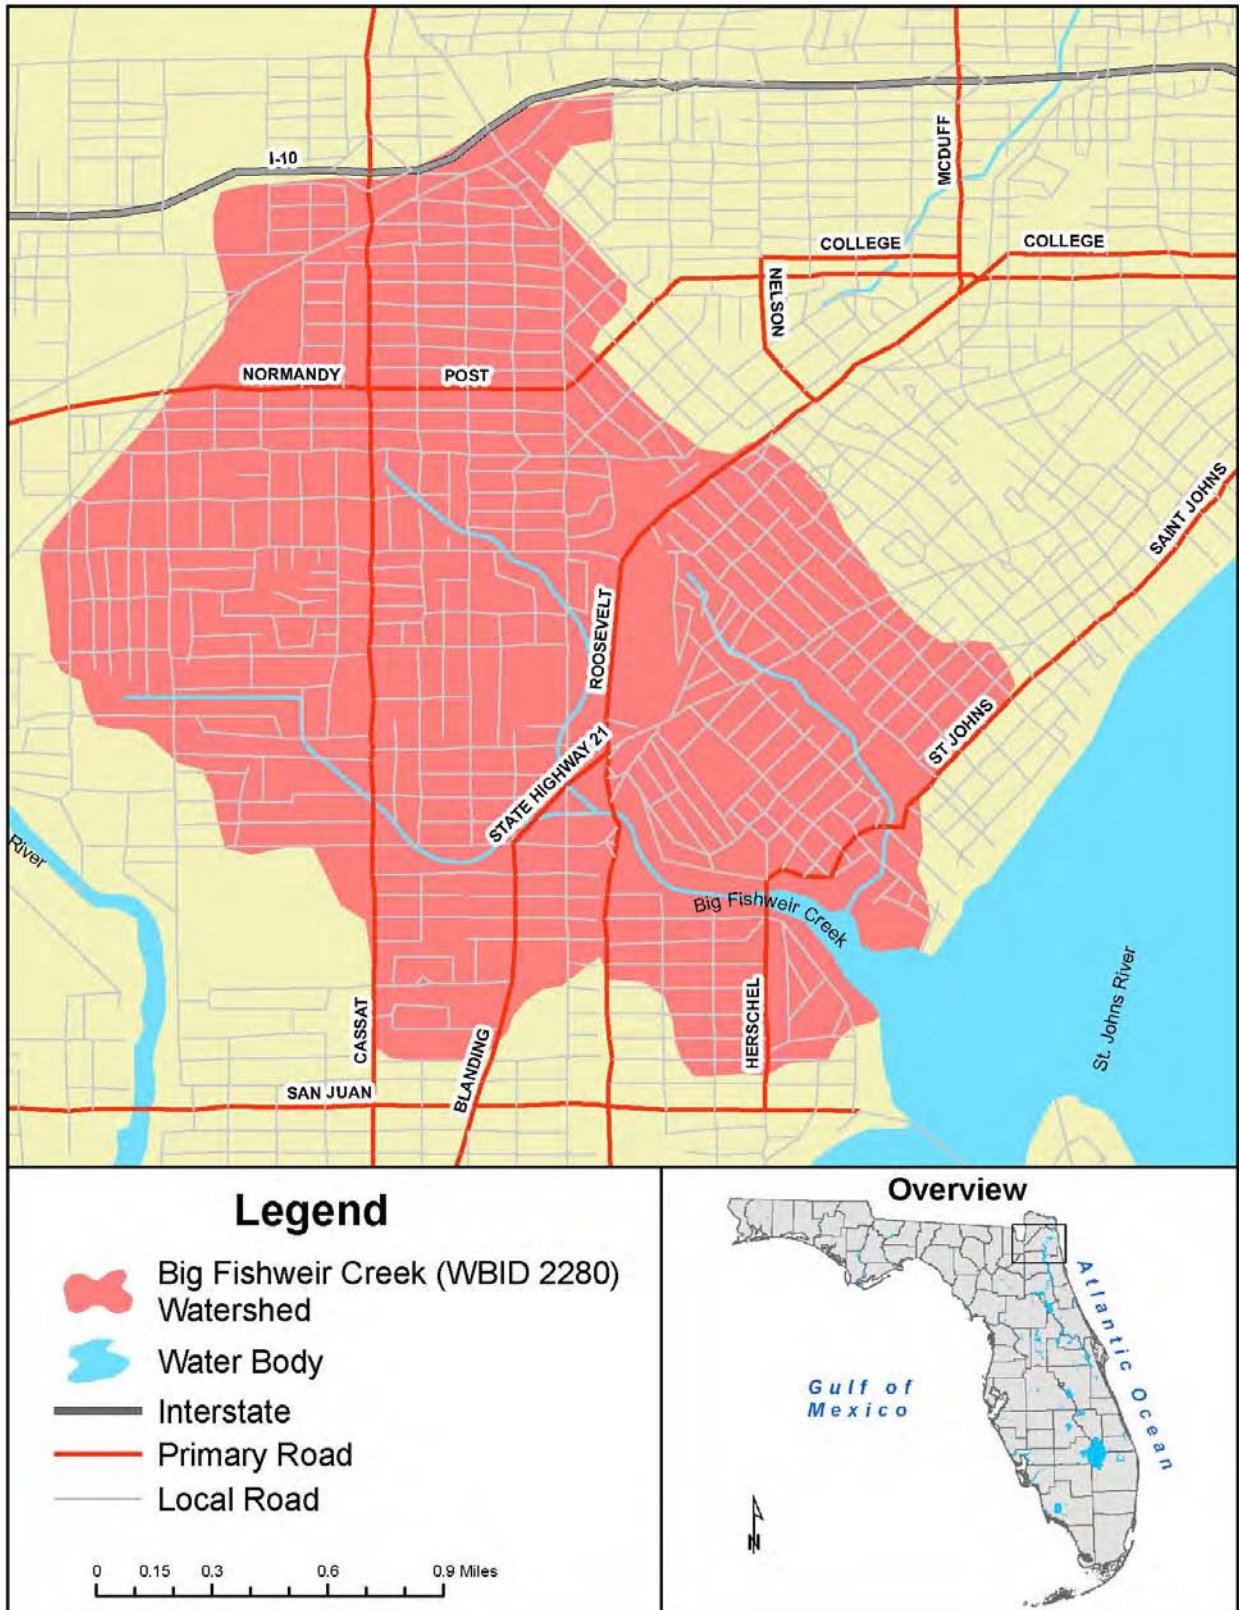 I-10
MCDUFF
COLLEGE
COLLEGE
NELSON
NORMANDY
POST
SAINT JOHNS
ROOSEVELT
ST JOHNS
STATE HIGHWAY 21
River
Big Fishweir Creek
St. Johns River
CASSAT
HERSCHEL
BLANDING
SAN JUAN
Legend
Big Fishweir Creek (WBID 2280)
Watershed
Water Body
Interstate
Primary Road
Local Road
0 0.15 0.3 0.6 0.9 Miles
Overview
Atlantic Ocean
Gulf of
Mexico
N